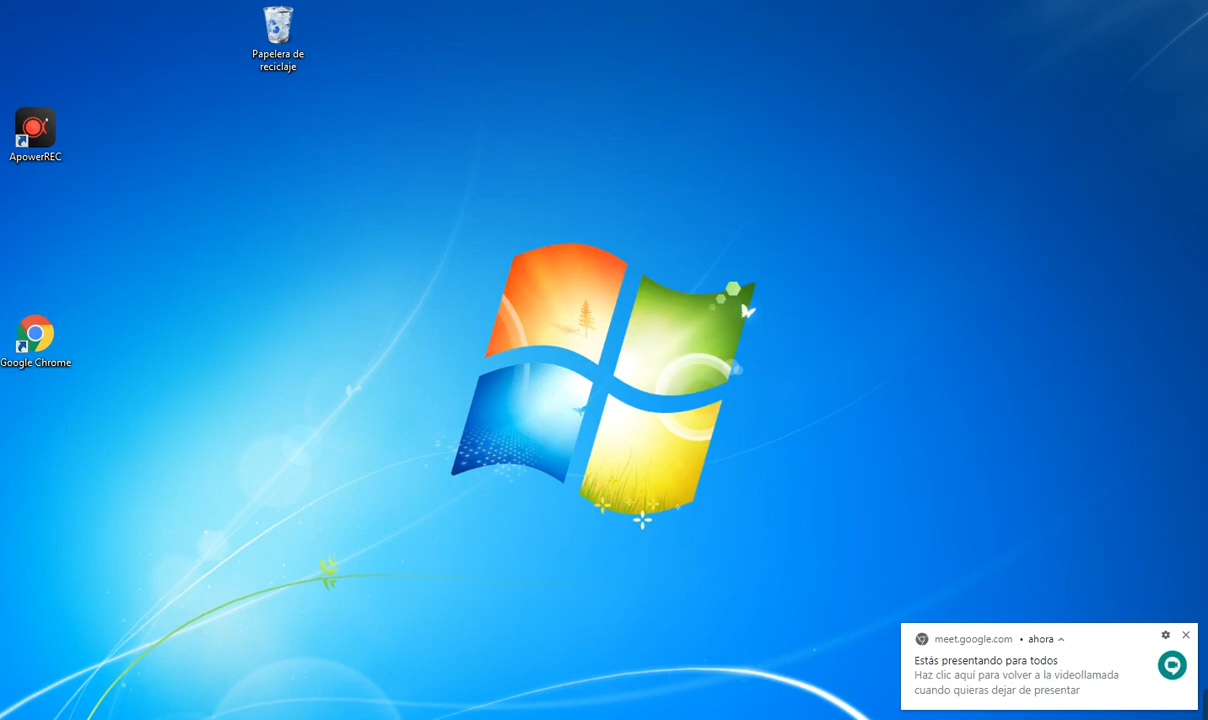 Papelera de
reciclaje
ApowerREC
Google Chrome
meet.google.com • ahora
Estás presentando para todos
Haz clic aquí para volver a la videollamada
cuando quieras dejar de presentar